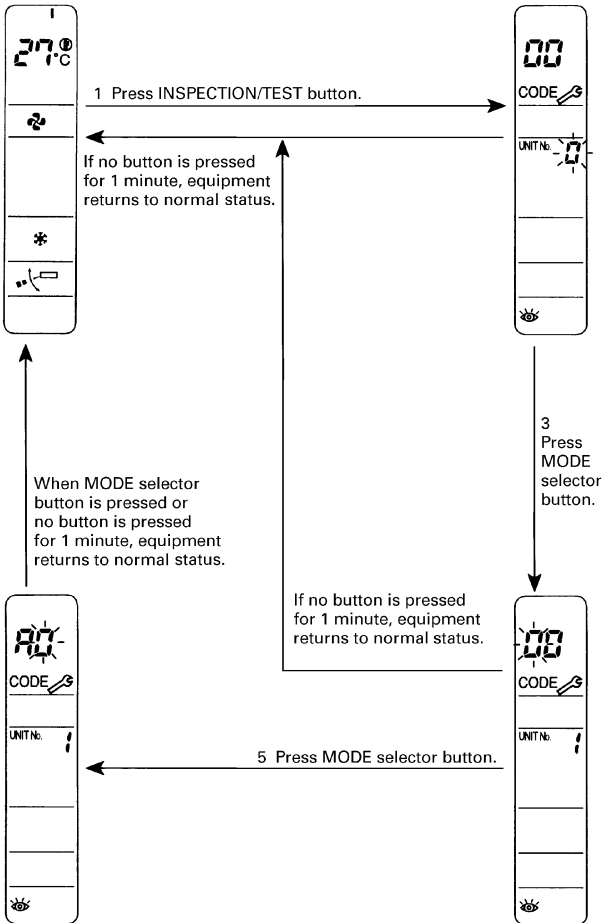 27°C
1 Press INSPECTION/TEST button.
If no button is pressed
for 1 minute, equipment
returns to normal status.
00
CODE
UNIT No.
0
3
Press
MODE
selector
button.
When MODE selector
button is pressed or
no button is pressed
for 1 minute, equipment
returns to normal status.
If no button is pressed
for 1 minute, equipment
returns to normal status.
A0
CODE
UNIT No.
1
5 Press MODE selector button.
00
CODE
UNIT No.
1